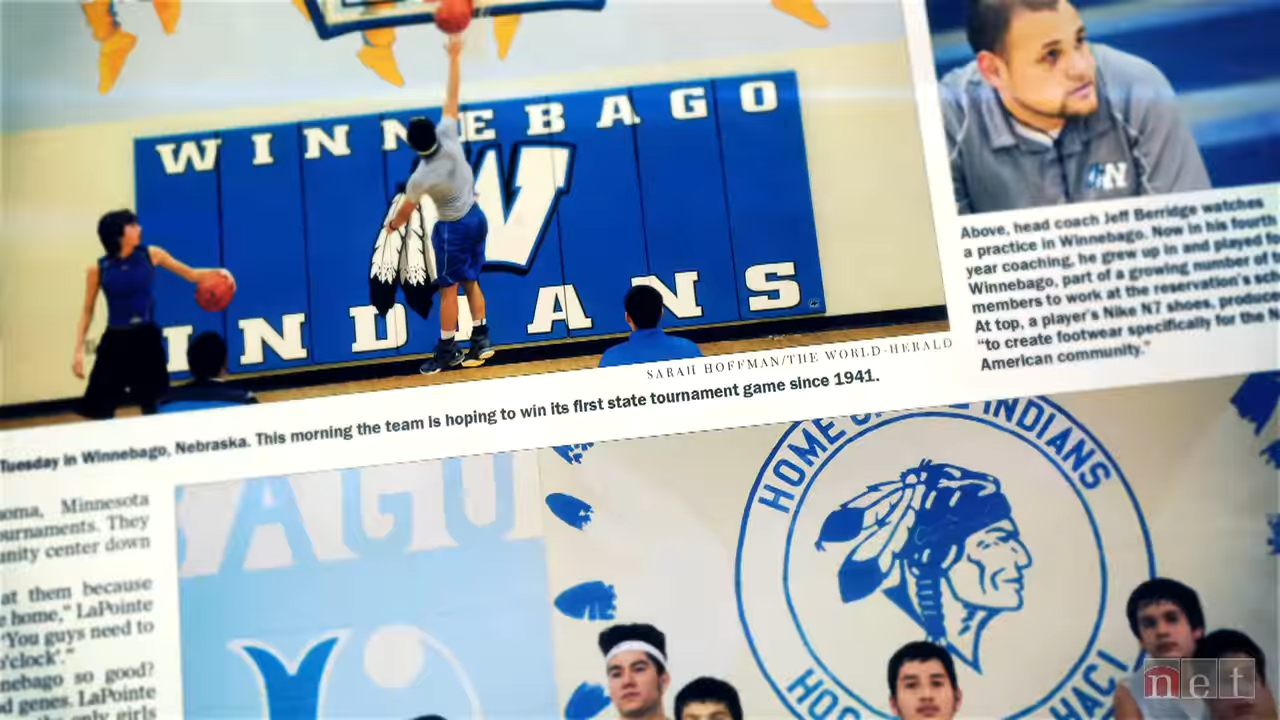 WINNEBAGO
W
INDIANS
N
SARAH HOFFMAN/THE WORLD-HERALD
Tuesday in Winnebago, Nebraska. This morning the team is hoping to win its first state tournament game since 1941.
Above, head coach Jeff Berridge watches
a practice in Winnebago. Now in his fourth
year coaching, he grew up in and played
Winnebago, part of a growing number of
members to work at the reservation's
At top, a player's Nike N7 shoes,
"to create footwear specifically for the
American community."
Minnesota
They
center down
at them because
home," LaPointe
"You guys need to
o'clock'."
so good?
genes. LaPointe
only girls
HOME INDIANS
net